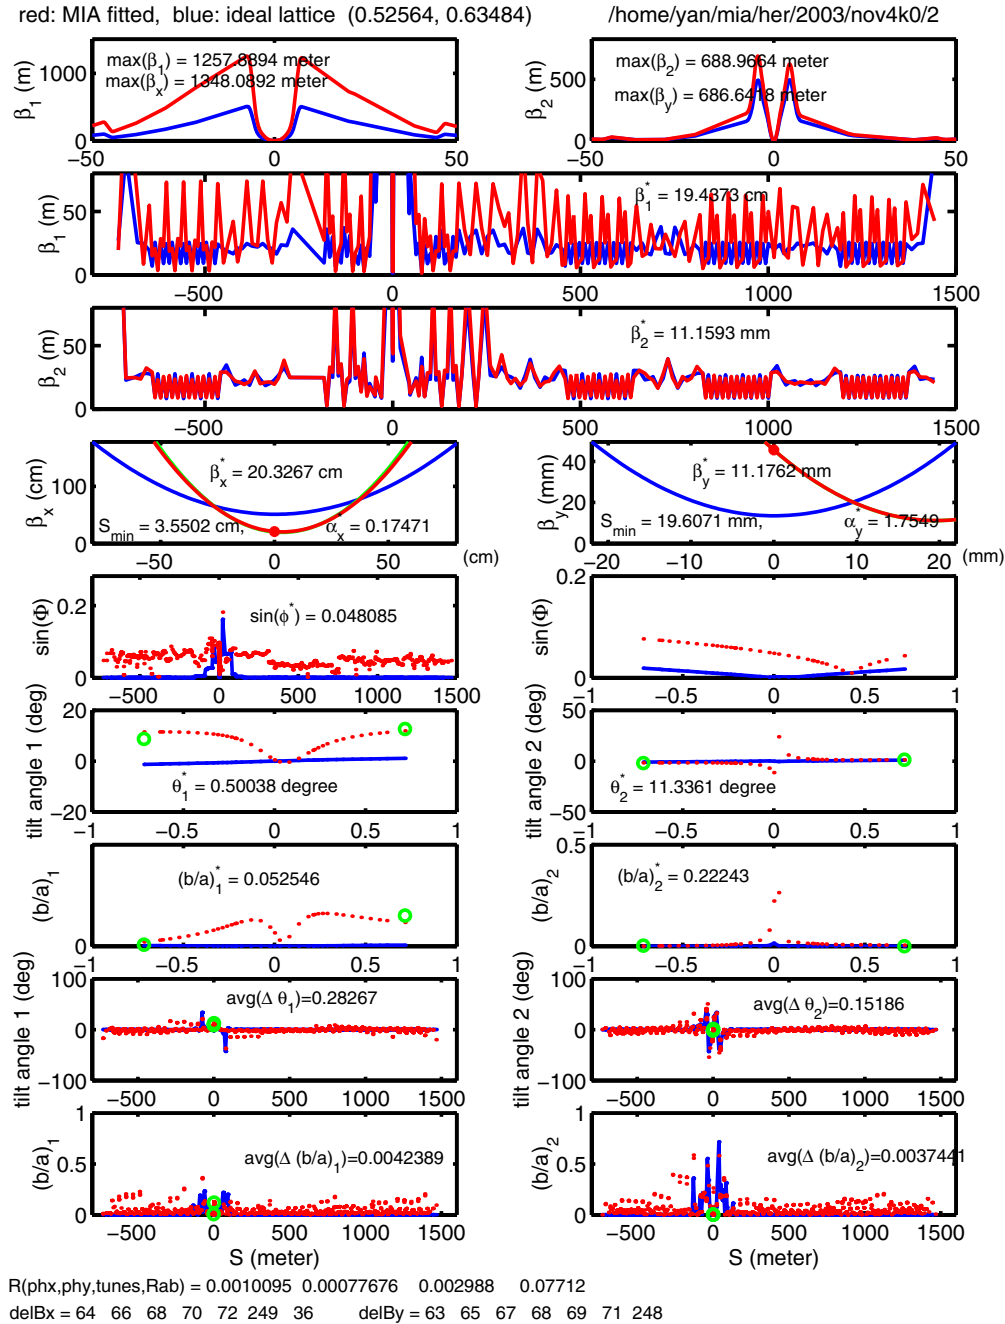 red: MIA fitted, blue: ideal lattice (0.52564, 0.63484) /home/yan/mia/her/2003/nov4k0/2
max(β1) = 1257.8894 meter
max(βx) = 1348.0892 meter
β1 (m)
1000
0
−50 0 50
max(β2) = 688.9664 meter
max(βy) = 686.6418 meter
β2 (m)
500
0
−50 0 50
β1* = 19.4373 cm
β1 (m)
50
0
−500 0 500 1000 1500
β2* = 11.1593 mm
β2 (m)
50
0
−500 0 500 1000 1500
βx* = 20.3267 cm
Smin = 3.5502 cm, αx* = 0.17471
βx (cm)
100
0
−50 0 50 (cm)
βy* = 11.1762 mm
Smin = 19.6071 mm, αy* = 1.7549
βy (mm)
40
20
0
−20 −10 0 10 20 (mm)
sin(ϕ*) = 0.048085
sin(Φ)
0.2
0
−500 0 500 1000 1500
sin(Φ)
0.2
0
−1 −0.5 0 0.5 1
tilt angle 1 (deg)
20
0
−20
θ1* = 0.50038 degree
−1 −0.5 0 0.5 1
tilt angle 2 (deg)
50
0
−50
θ2* = 11.3361 degree
−1 −0.5 0 0.5 1
(b/a)1
(b/a)1* = 0.052546
0
−1 −0.5 0 0.5 1
(b/a)2
0.5
(b/a)2* = 0.22243
0
−1 −0.5 0 0.5 1
tilt angle 1 (deg)
100
0
−100
avg(Δ θ1)=0.28267
−500 0 500 1000 1500
tilt angle 2 (deg)
100
0
−100
avg(Δ θ2)=0.15186
−500 0 500 1000 1500
(b/a)1
1
0.5
0
avg(Δ (b/a)1)=0.0042389
−500 0 500 1000 1500
S (meter)
(b/a)2
1
0.5
0
avg(Δ (b/a)2)=0.0037441
−500 0 500 1000 1500
S (meter)
R(phx,phy,tunes,Rab) = 0.0010095 0.00077676 0.002988 0.07712
delBx = 64 66 68 70 72 249 36 delBy = 63 65 67 68 69 71 248